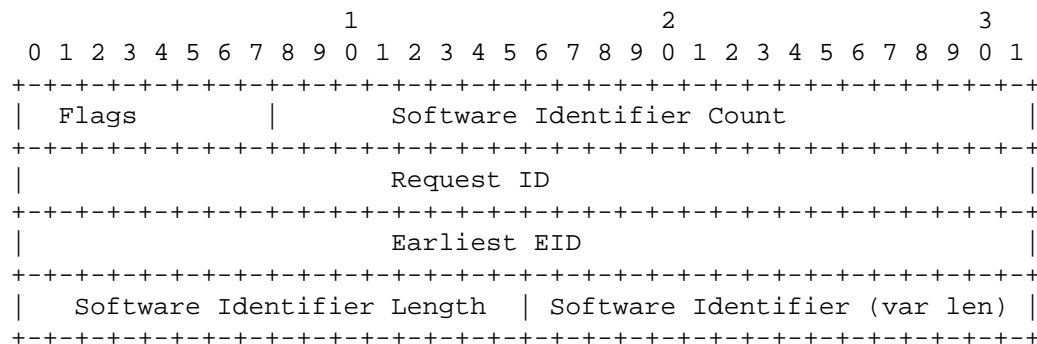 1                   2                   3
 0 1 2 3 4 5 6 7 8 9 0 1 2 3 4 5 6 7 8 9 0 1 2 3 4 5 6 7 8 9 0 1
+-+-+-+-+-+-+-+-+-+-+-+-+-+-+-+-+-+-+-+-+-+-+-+-+-+-+-+-+-+-+-+-+
|  Flags        |       Software Identifier Count               |
+-+-+-+-+-+-+-+-+-+-+-+-+-+-+-+-+-+-+-+-+-+-+-+-+-+-+-+-+-+-+-+-+
|                       Request ID                              |
+-+-+-+-+-+-+-+-+-+-+-+-+-+-+-+-+-+-+-+-+-+-+-+-+-+-+-+-+-+-+-+-+
|                       Earliest EID                            |
+-+-+-+-+-+-+-+-+-+-+-+-+-+-+-+-+-+-+-+-+-+-+-+-+-+-+-+-+-+-+-+-+
|   Software Identifier Length  | Software Identifier (var len) |
+-+-+-+-+-+-+-+-+-+-+-+-+-+-+-+-+-+-+-+-+-+-+-+-+-+-+-+-+-+-+-+-+